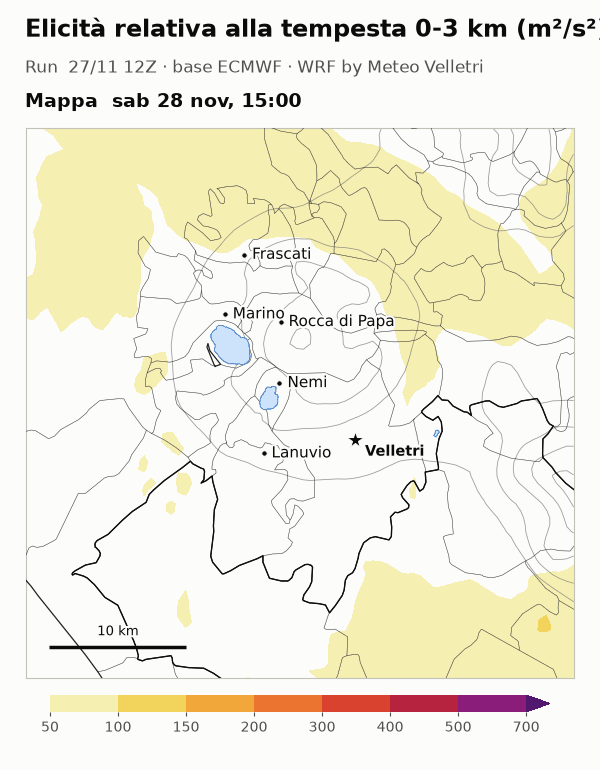 Elicità relativa alla tempesta 0-3 km (m²/s²)
Run 27/11 12Z · base ECMWF · WRF by Meteo Velletri
Mappa sab 28 nov, 15:00
Frascati
Marino
Rocca di Papa
Nemi
Velletri
Lanuvio
10 km
50 100 150 200 300 400 500 700